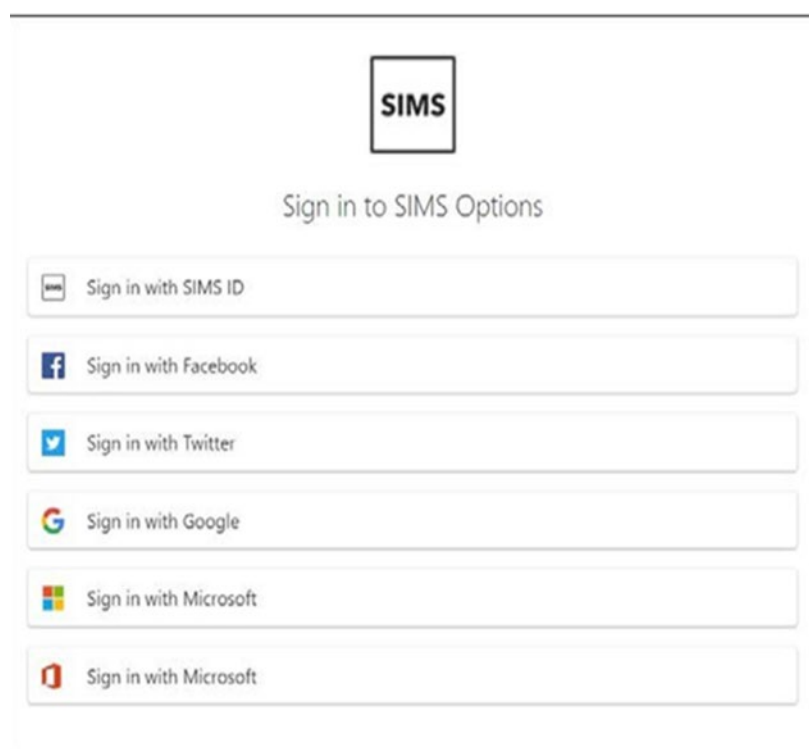 SIMS
Sign in to SIMS Options
SIMS Sign in with SIMS ID
Sign in with Facebook
Sign in with Twitter
Sign in with Google
Sign in with Microsoft
Sign in with Microsoft